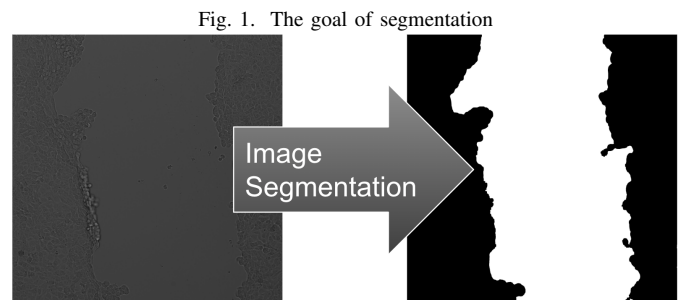 Fig. 1. The goal of segmentation
Image
Segmentation